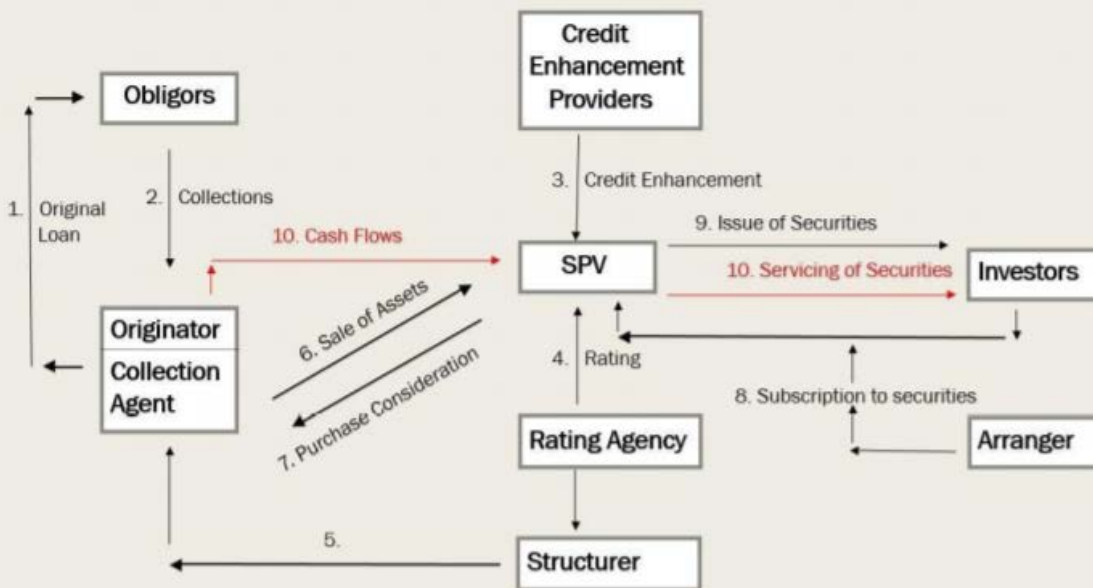 Credit
Enhancement
Providers
Obligors
1. Original
Loan
2. Collections
3. Credit Enhancement
10. Cash Flows
9. Issue of Securities
SPV
10. Servicing of Securities
Investors
Originator
Collection
Agent
6. Sale of Assets
7. Purchase Consideration
4. Rating
8. Subscription to securities
Rating Agency
Arranger
5.
Structurer